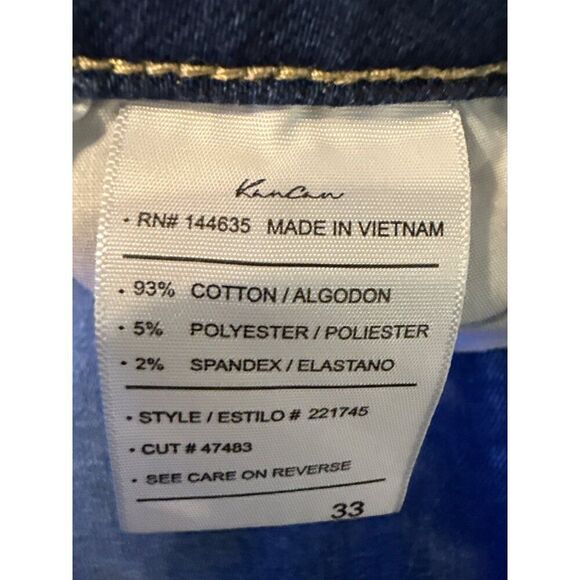 KanCan
· RN# 144635 MADE IN VIETNAM
· 93% COTTON / ALGODON
· 5% POLYESTER / POLIESTER
· 2% SPANDEX / ELASTANO
· STYLE / ESTILO # 221745
· CUT # 47483
· SEE CARE ON REVERSE
33